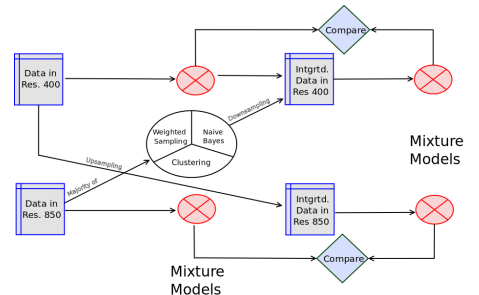 Compare
Data in
Res. 400
Intgrtd.
Data in
Res 400
Downsampling
Weighted
Sampling
Naive
Bayes
Clustering
Mixture
Models
Upsampling
Majority of
Data in
Res. 850
Intgrtd.
Data in
Res 850
Compare
Mixture
Models